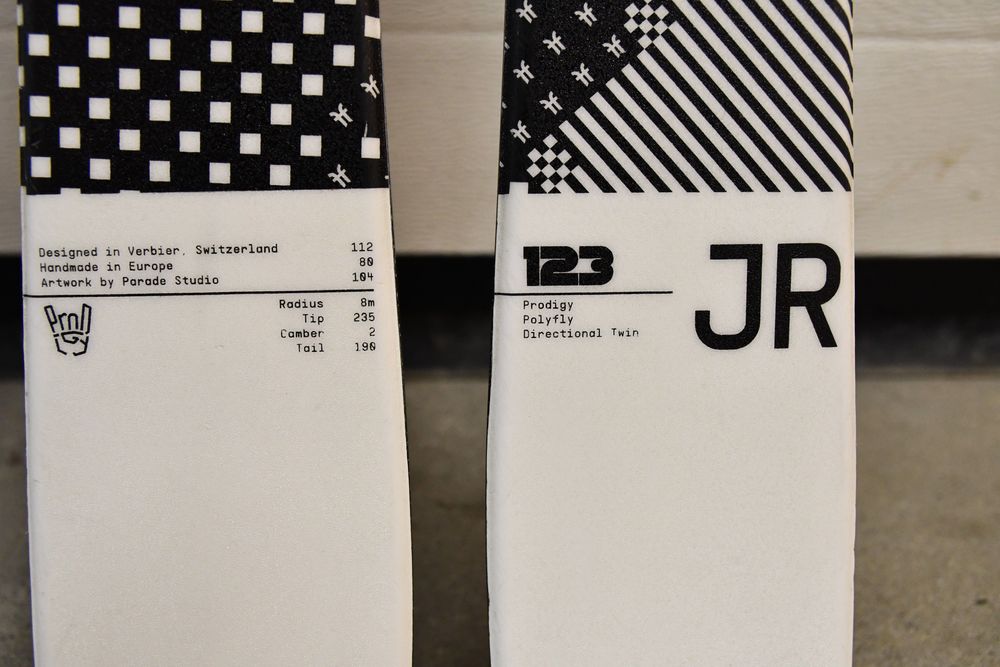 Designed in Verbier, Switzerland 112
Handmade in Europe 80
Artwork by Parade Studio 104
Radius 8m
Tip 235
Camber 2
Tail 190
123
JR
Prodigy
Polyfly
Directional Twin